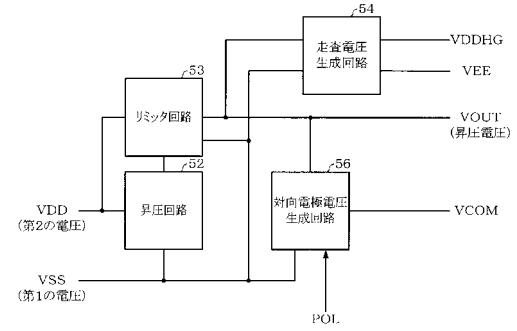 54
走査電圧
生成回路
VDDHG
VEE
53
リミッタ回路
VOUT
(昇圧電圧)
52
昇圧回路
56
対向電極電圧
生成回路
VDD
(第2の電圧)
VCOM
VSS
(第1の電圧)
POL